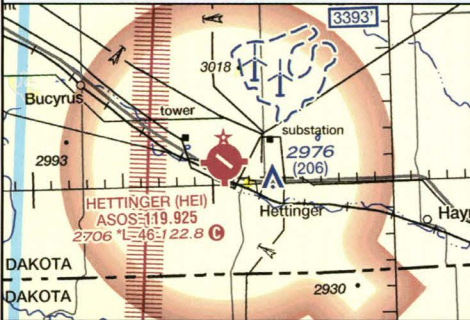 nt
3393'
3018
Bucyrus
tower
substation
2976
(206)
2993
HETTINGER (HEI)
ASOS 119.925
2706 *L 46 122.8 C
Hettinger
Hay
DAKOTA
DAKOTA
2930